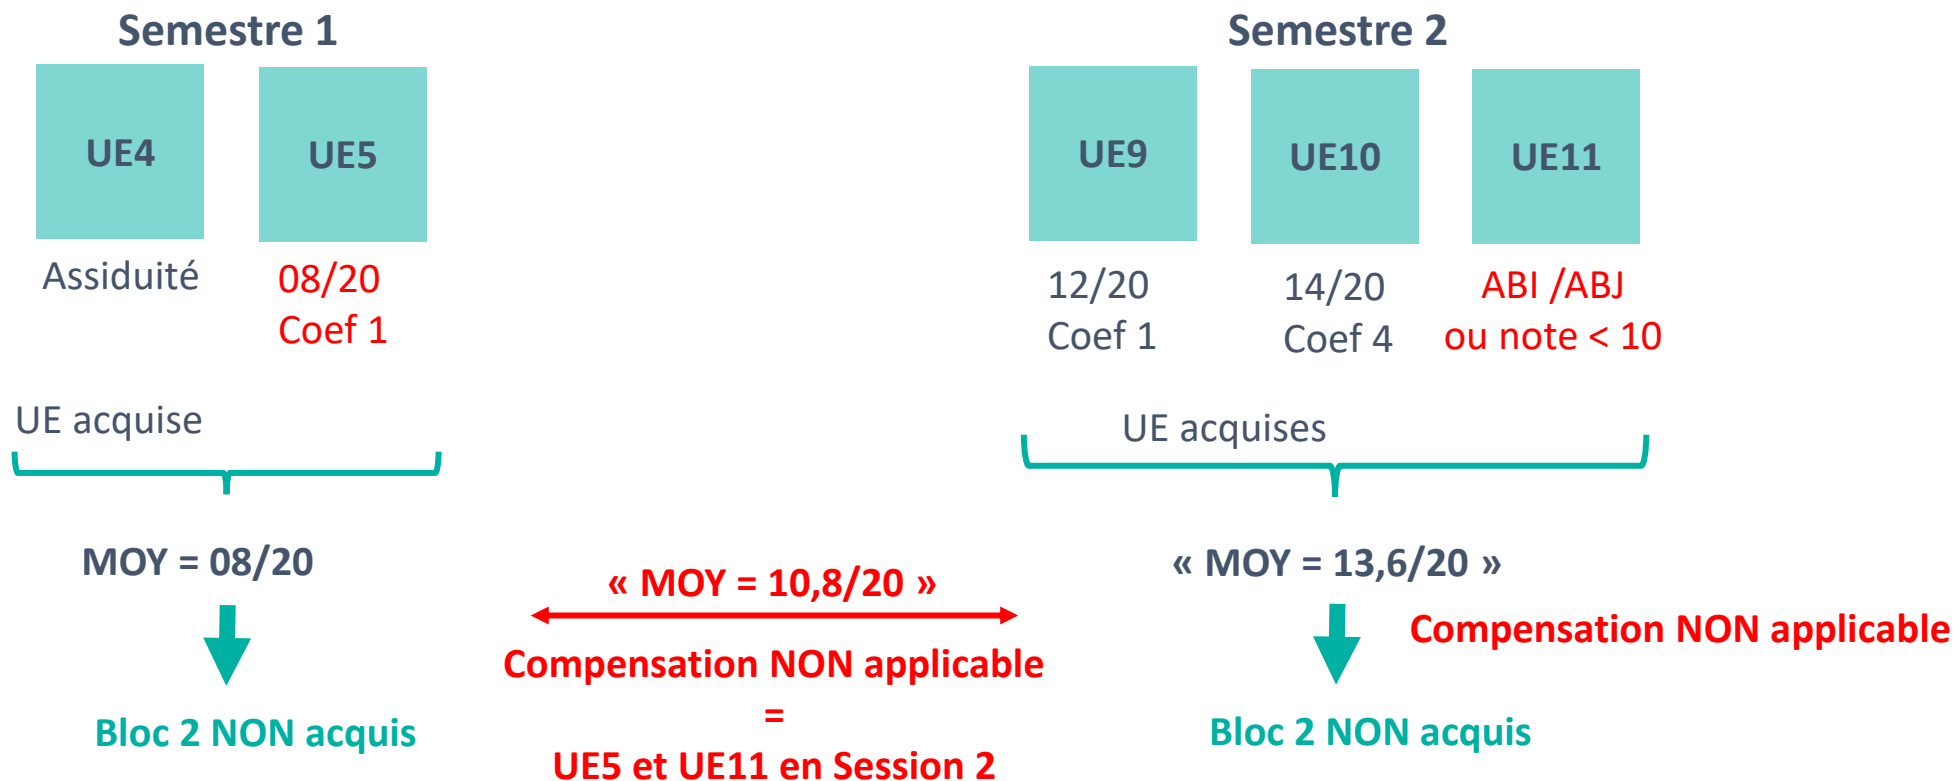 Semestre 1
UE4
UE5
Assiduité
08/20
Coef 1
UE acquise
MOY = 08/20
Bloc 2 NON acquis
« MOY = 10,8/20 »
Compensation NON applicable
=
UE5 et UE11 en Session 2
Semestre 2
UE9
UE10
UE11
12/20
Coef 1
14/20
Coef 4
ABI /ABJ
ou note < 10
UE acquises
« MOY = 13,6/20 »
Compensation NON applicable
Bloc 2 NON acquis